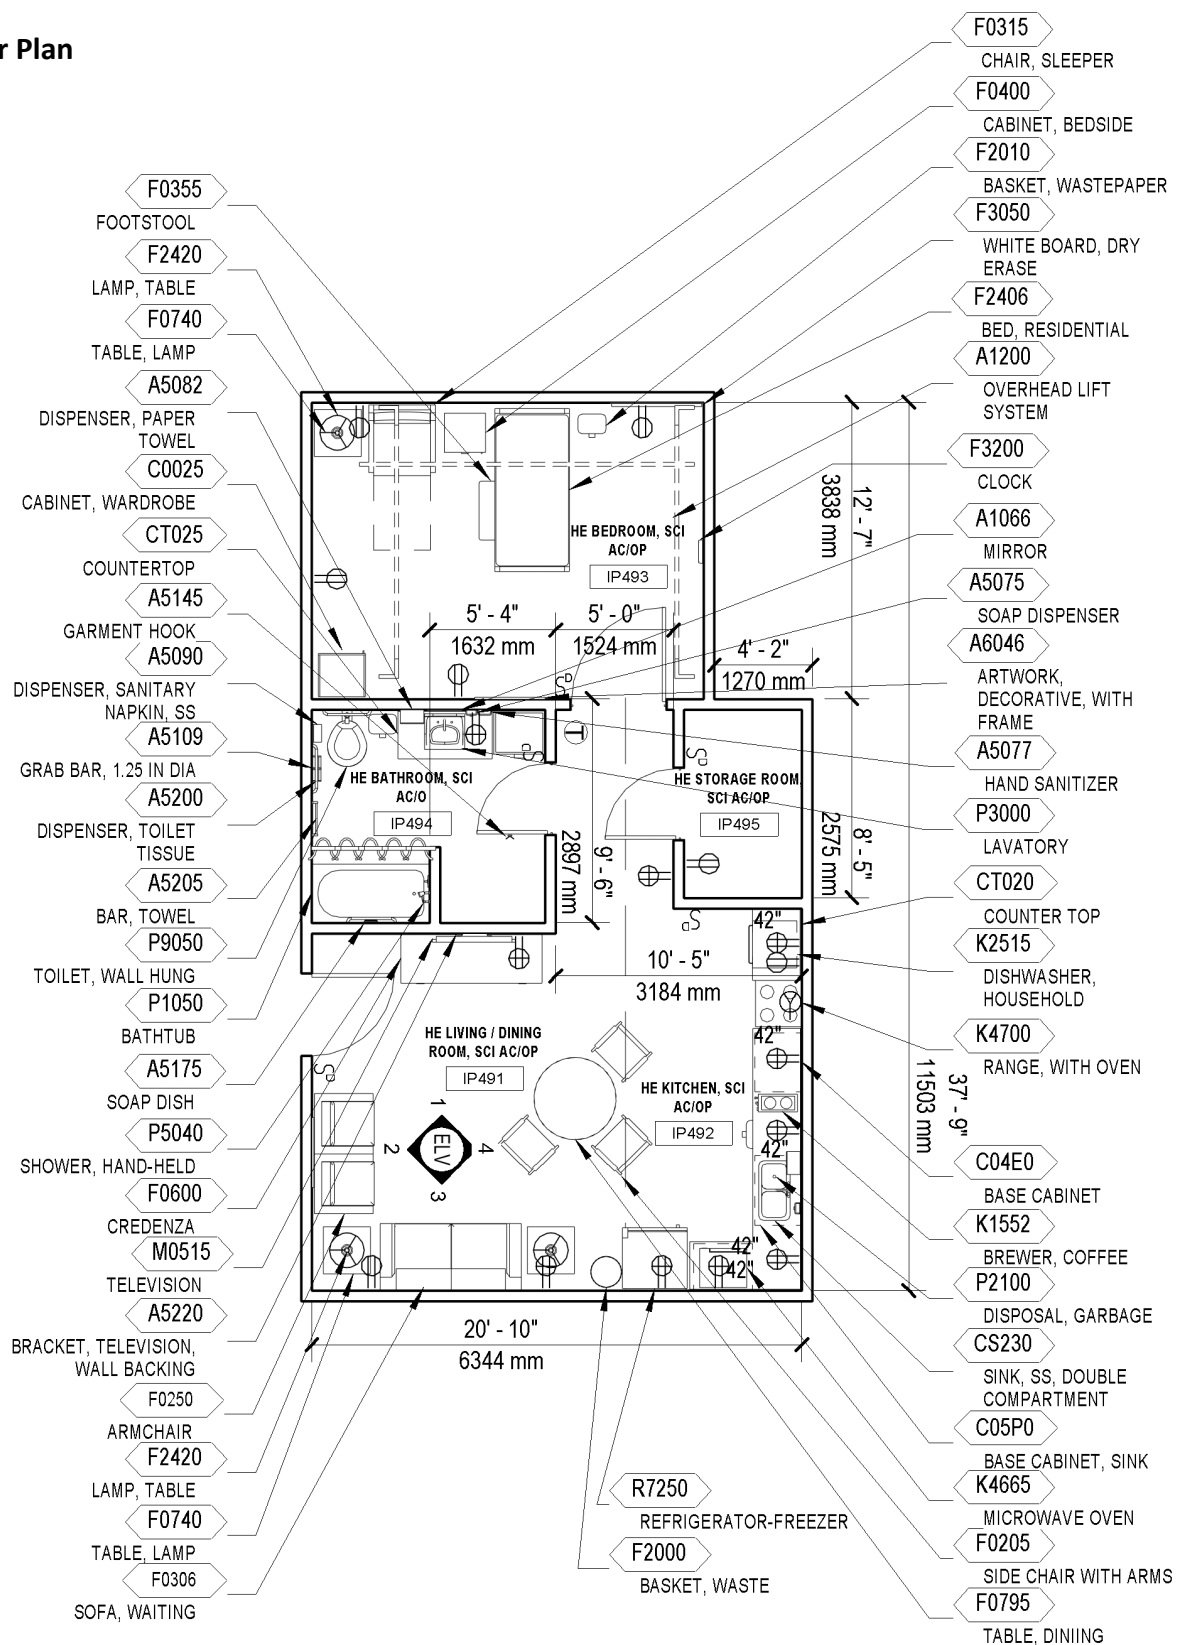 r Plan
F0355
FOOTSTOOL
F2420
LAMP, TABLE
F0740
TABLE, LAMP
A5082
DISPENSER, PAPER
TOWEL
C0025
CABINET, WARDROBE
CT025
COUNTERTOP
A5145
GARMENT HOOK
A5090
DISPENSER, SANITARY
NAPKIN, SS
A5109
GRAB BAR, 1.25 IN DIA
A5200
DISPENSER, TOILET
TISSUE
A5205
BAR, TOWEL
P9050
TOILET, WALL HUNG
P1050
BATHTUB
A5175
SOAP DISH
P5040
SHOWER, HAND-HELD
F0600
CREDENZA
M0515
TELEVISION
A5220
BRACKET, TELEVISION,
WALL BACKING
F0250
ARMCHAIR
F2420
LAMP, TABLE
F0740
TABLE, LAMP
F0306
SOFA, WAITING
HE BEDROOM, SCI
AC/OP
IP493
5' - 4"
1632 mm
5' - 0"
1524 mm
4' - 2"
1270 mm
12' - 7"
3838 mm
SD
T
SD
SD
HE BATHROOM, SCI
AC/O
IP494
HE STORAGE ROOM,
SCI AC/OP
IP495
9' - 6"
2897 mm
8' - 5"
2575 mm
SD
42"
10' - 5"
3184 mm
HE LIVING / DINING
ROOM, SCI AC/OP
IP491
42"
SD
HE KITCHEN, SCI
AC/OP
IP492
37' - 9"
11503 mm
1
2
ELV
4
3
42"
42"
42"
20' - 10"
6344 mm
R7250
REFRIGERATOR-FREEZER
F2000
BASKET, WASTE
F0315
CHAIR, SLEEPER
F0400
CABINET, BEDSIDE
F2010
BASKET, WASTEPAPER
F3050
WHITE BOARD, DRY
ERASE
F2406
BED, RESIDENTIAL
A1200
OVERHEAD LIFT
SYSTEM
F3200
CLOCK
A1066
MIRROR
A5075
SOAP DISPENSER
A6046
ARTWORK,
DECORATIVE, WITH
FRAME
A5077
HAND SANITIZER
P3000
LAVATORY
CT020
COUNTER TOP
K2515
DISHWASHER,
HOUSEHOLD
K4700
RANGE, WITH OVEN
C04E0
BASE CABINET
K1552
BREWER, COFFEE
P2100
DISPOSAL, GARBAGE
CS230
SINK, SS, DOUBLE
COMPARTMENT
C05P0
BASE CABINET, SINK
K4665
MICROWAVE OVEN
F0205
SIDE CHAIR WITH ARMS
F0795
TABLE, DINIING